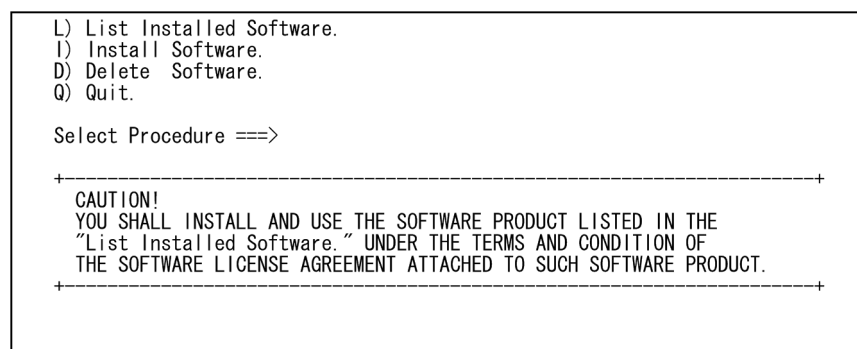 L) List Installed Software.
I) Install Software.
D) Delete  Software.
Q) Quit.
Select Procedure ===>
+----------------------------------------------------------------------+
CAUTION!
YOU SHALL INSTALL AND USE THE SOFTWARE PRODUCT LISTED IN THE
"List Installed Software." UNDER THE TERMS AND CONDITION OF
THE SOFTWARE LICENSE AGREEMENT ATTACHED TO SUCH SOFTWARE PRODUCT.
+----------------------------------------------------------------------+